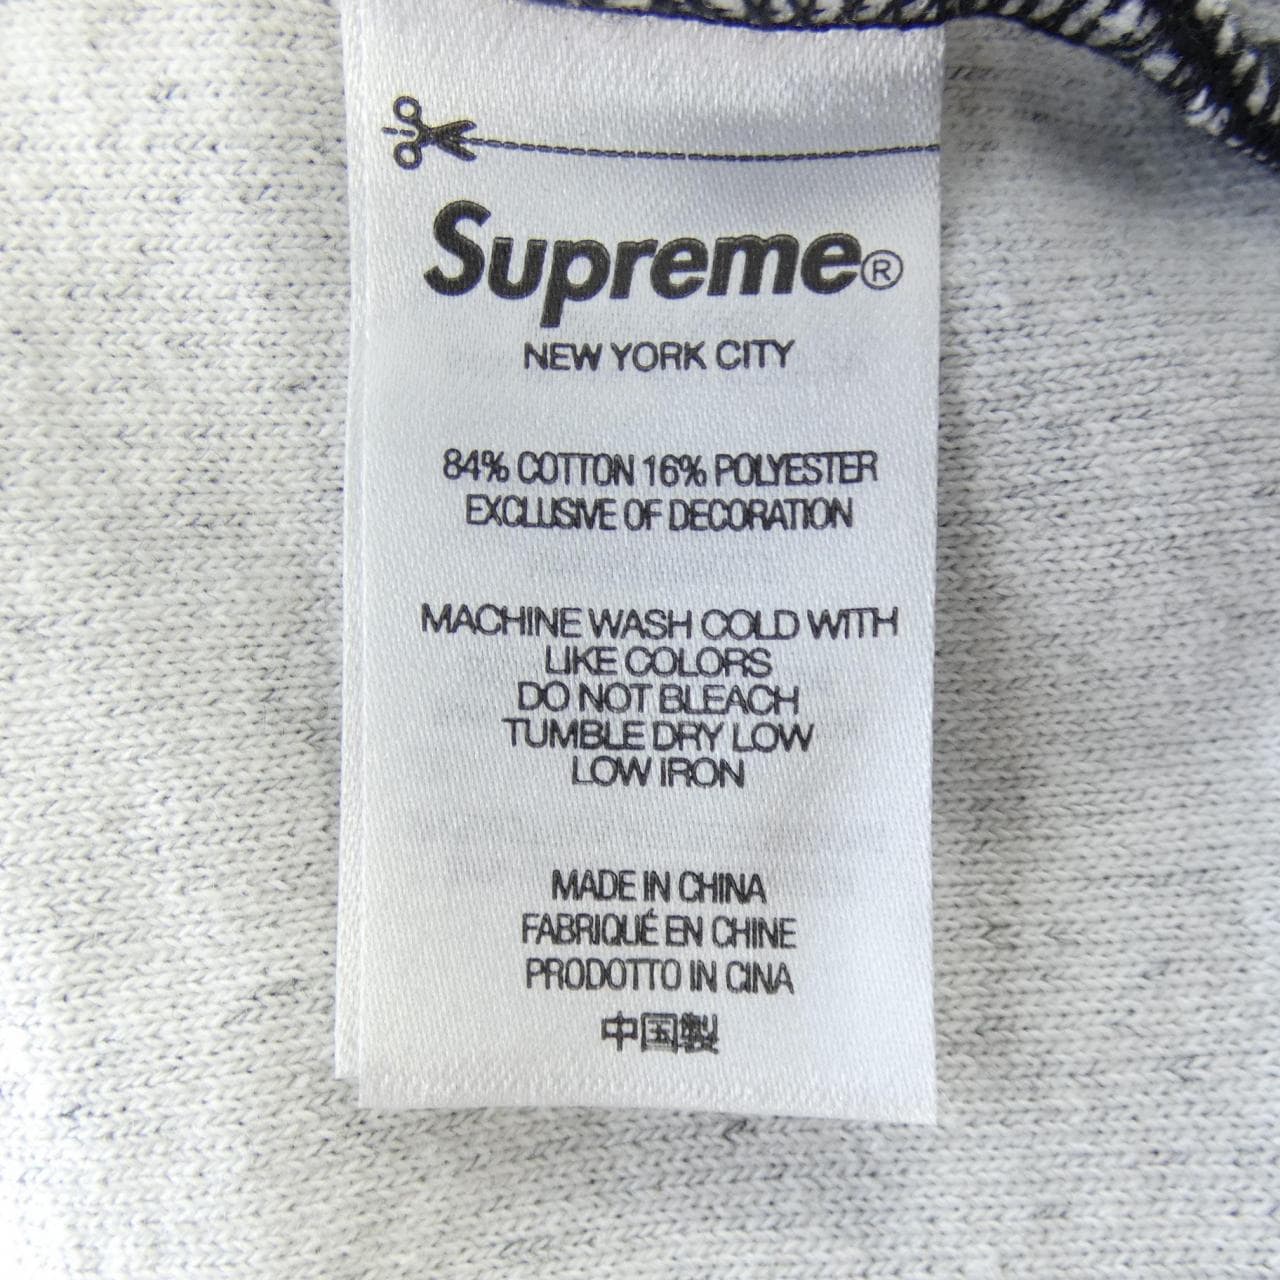 Supreme®
NEW YORK CITY
84% COTTON 16% POLYESTER
EXCLUSIVE OF DECORATION
MACHINE WASH COLD WITH
LIKE COLORS
DO NOT BLEACH
TUMBLE DRY LOW
LOW IRON
MADE IN CHINA
FABRIQUÉ EN CHINE
PRODOTTO IN CINA
中国製